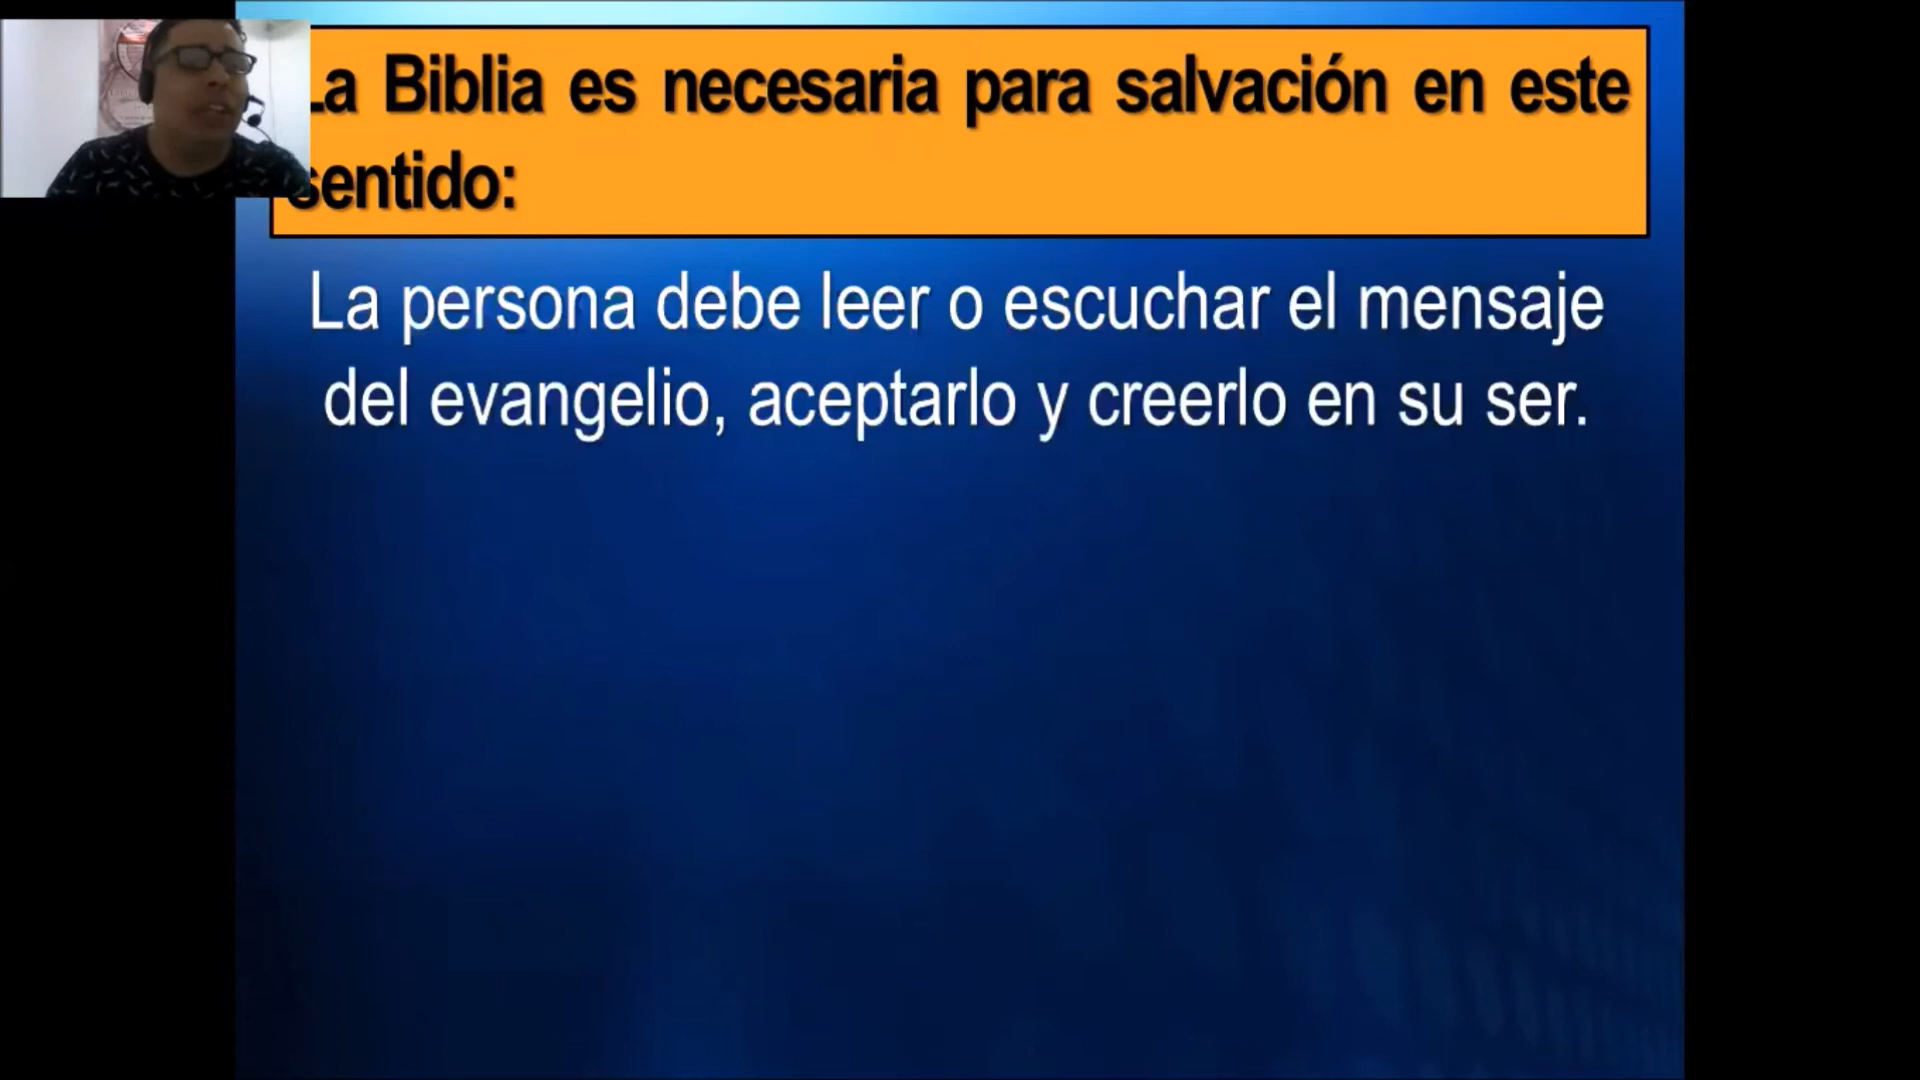 La Biblia es necesaria para salvación en este
sentido:
La persona debe leer o escuchar el mensaje
del evangelio, aceptarlo y creerlo en su ser.